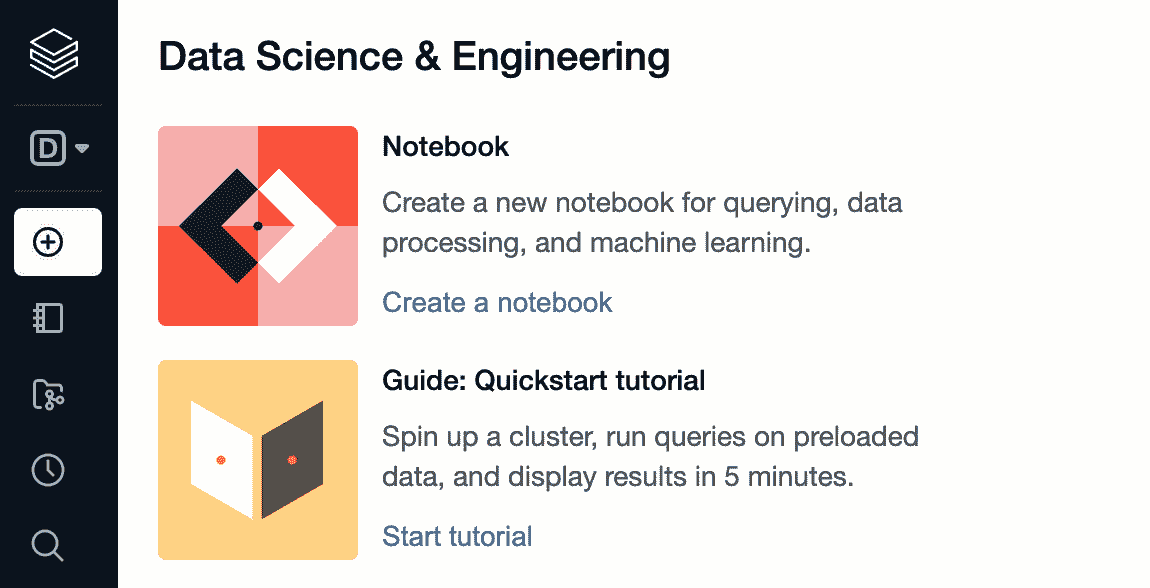 Data Science & Engineering
D
Notebook
Create a new notebook for querying, data
processing, and machine learning.
Create a notebook
Guide: Quickstart tutorial
Spin up a cluster, run queries on preloaded
data, and display results in 5 minutes.
Start tutorial